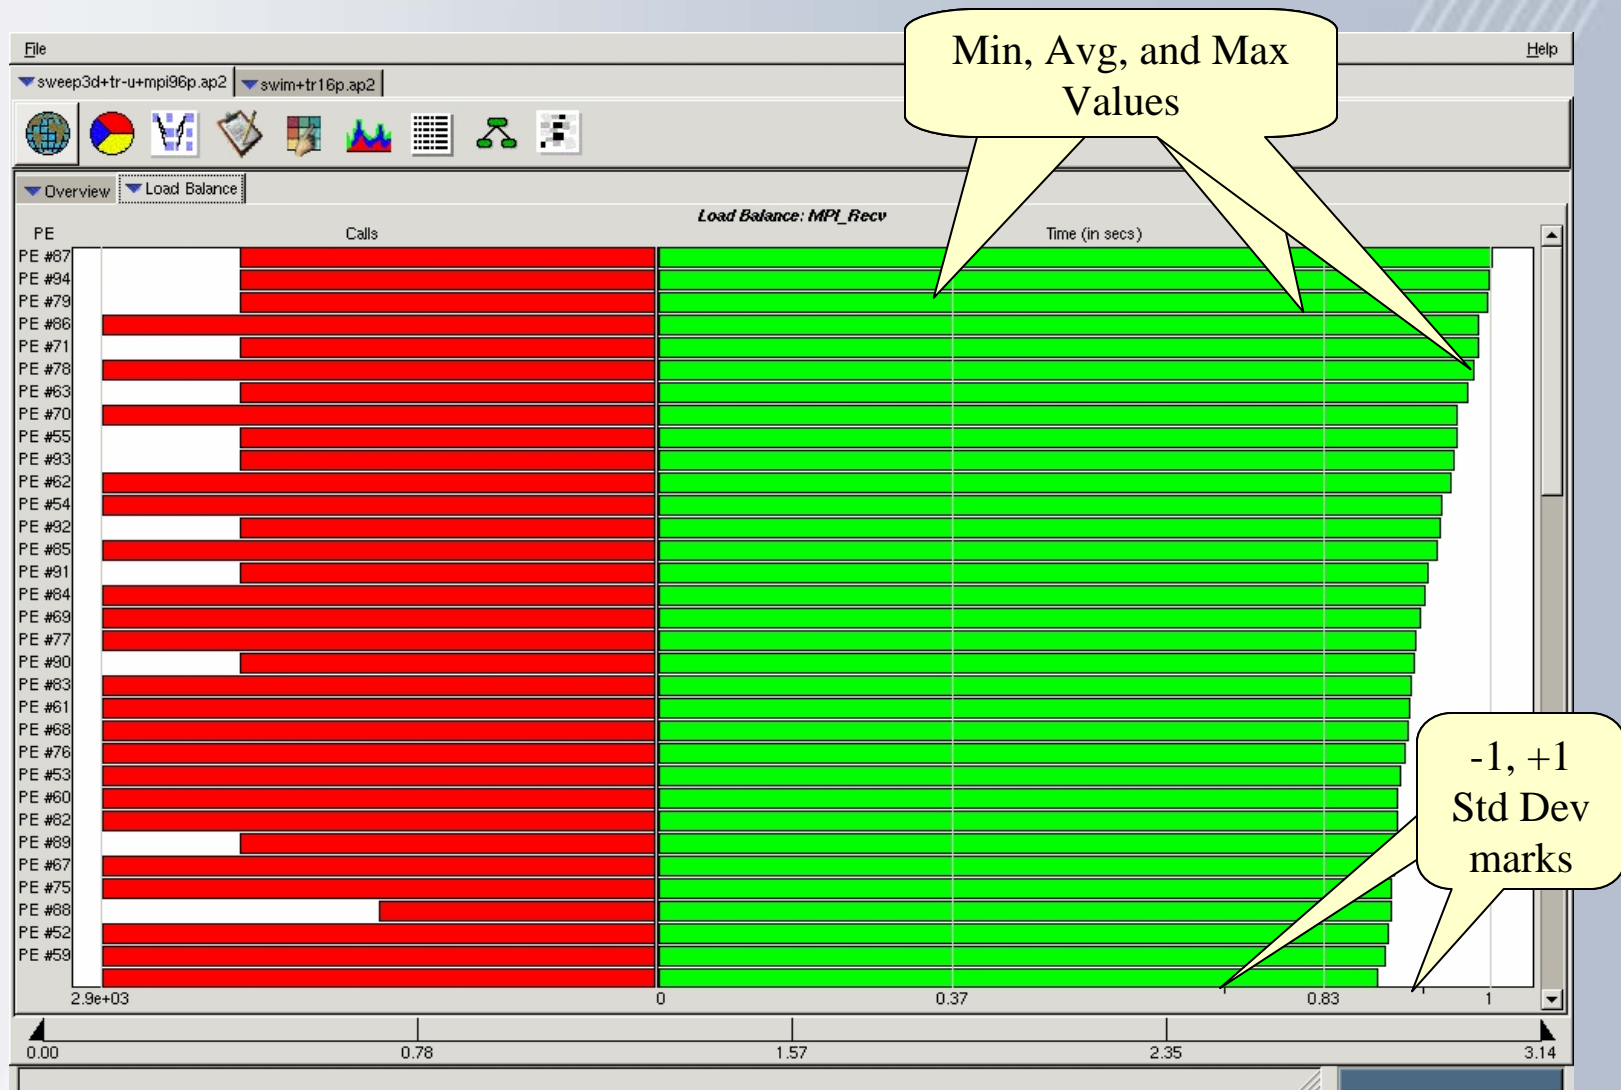 Min, Avg, and Max
Values
File
Help
sweep3d+tr-u+mpi96p.ap2
swim+tr16p.ap2
Overview
Load Balance
Load Balance: MPI_Recv
PE
Calls
Time (in secs)
PE #87
PE #94
PE #79
PE #86
PE #71
PE #78
PE #63
PE #70
PE #55
PE #93
PE #62
PE #54
PE #92
PE #85
PE #91
PE #84
PE #69
PE #77
PE #90
PE #83
PE #61
PE #68
PE #76
PE #53
PE #60
PE #82
PE #89
PE #67
PE #75
PE #88
PE #52
PE #59
-1, +1
Std Dev
marks
2.9e+03
0
0.37
0.83
1
0.00
0.78
1.57
2.35
3.14